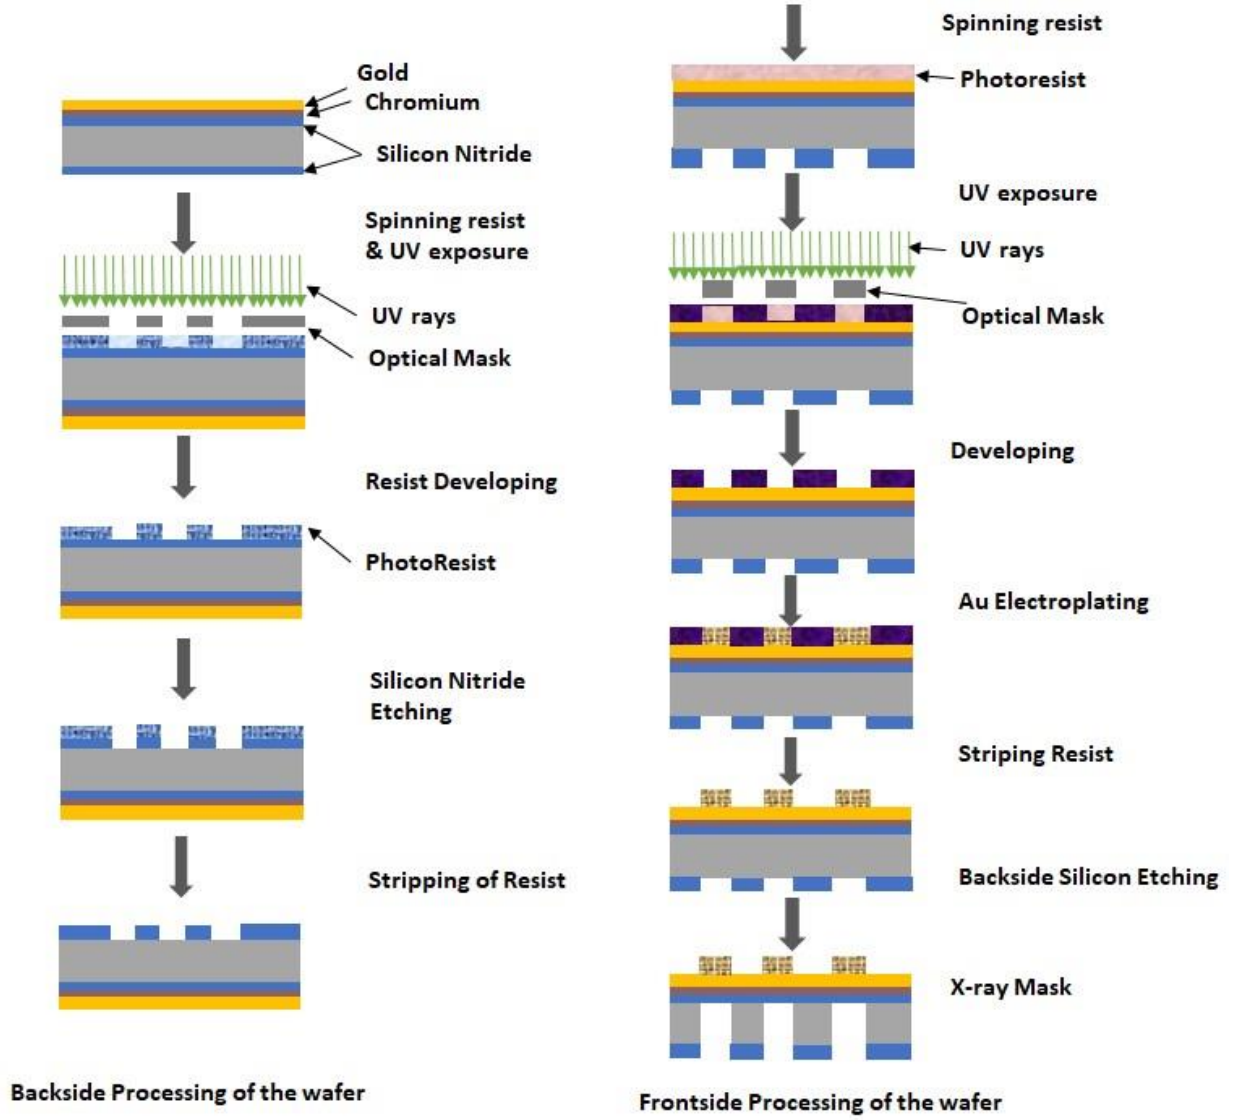 Gold
Chromium
Silicon Nitride
Spinning resist
& UV exposure
UV rays
Optical Mask
Resist Developing
PhotoResist
Silicon Nitride
Etching
Stripping of Resist
Backside Processing of the wafer
Spinning resist
Photoresist
UV exposure
UV rays
Optical Mask
Developing
Au Electroplating
Striping Resist
Backside Silicon Etching
X-ray Mask
Frontside Processing of the wafer